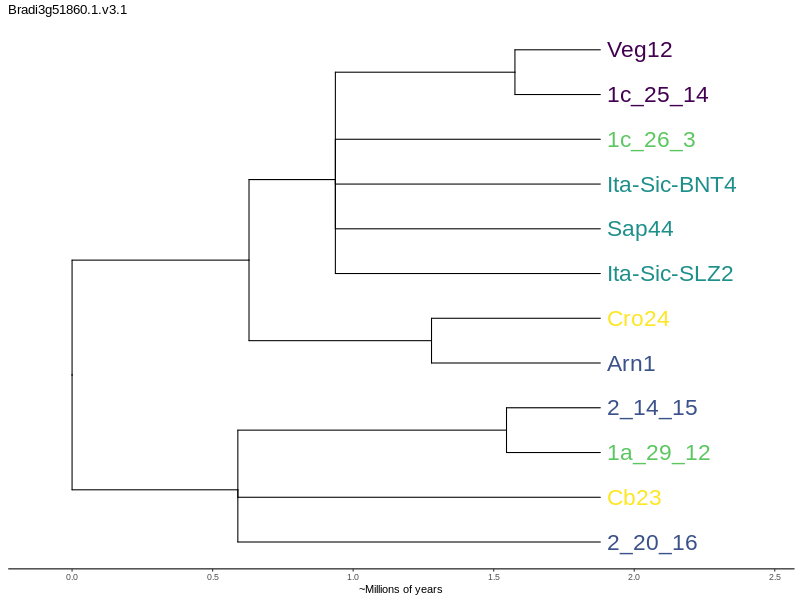 Bradi3g51860.1.v3.1
Veg12
1c_25_14
1c_26_3
Ita-Sic-BNT4
Sap44
Ita-Sic-SLZ2
Cro24
Arn1
2_14_15
1a_29_12
Cb23
2_20_16
0.0 0.5 1.0 1.5 2.0 2.5
~Millions of years